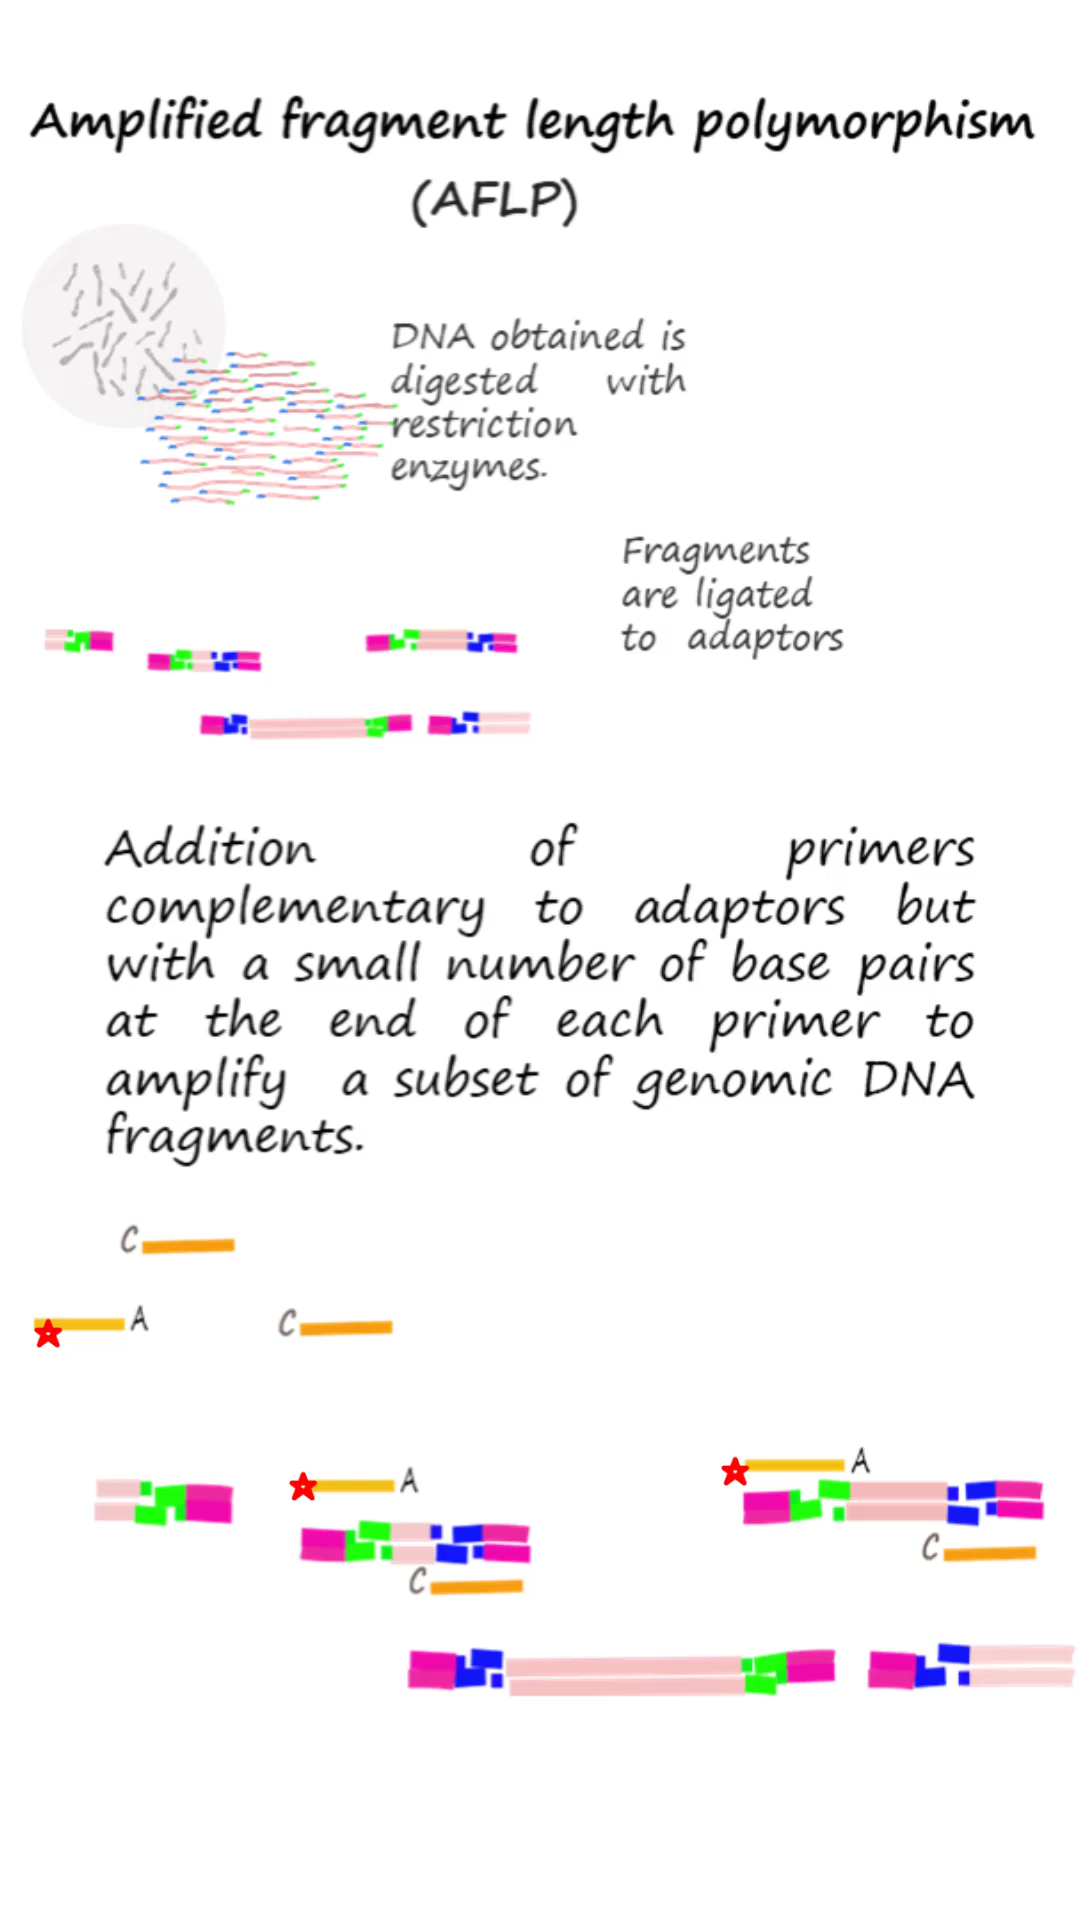 Amplified fragment length polymorphism
(AFLP)
DNA obtained is
digested with
restriction
enzymes.
Fragments
are ligated
to adaptors
Addition of primers
complementary to adaptors but
with a small number of base pairs
at the end of each primer to
amplify a subset of genomic DNA
fragments.
C
A
C
A
A
C
C